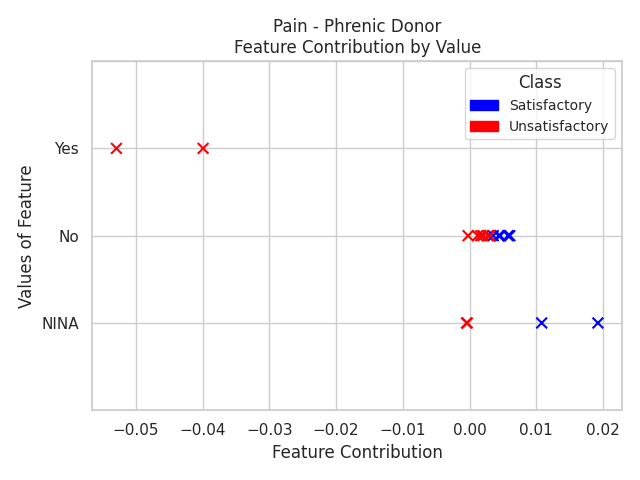 Pain - Phrenic Donor
Feature Contribution by Value
Class
Satisfactory
Unsatisfactory
Values of Feature
Yes
No
NINA
−0.05
−0.04
−0.03
−0.02
−0.01
0.00
0.01
0.02
Feature Contribution